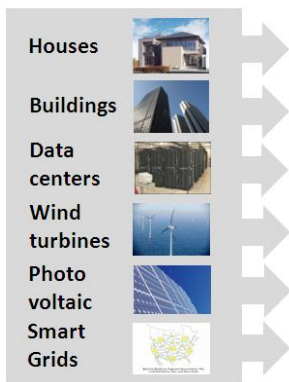 Houses
Buildings
Data
centers
Wind
turbines
Photo
voltaic
Smart
Grids